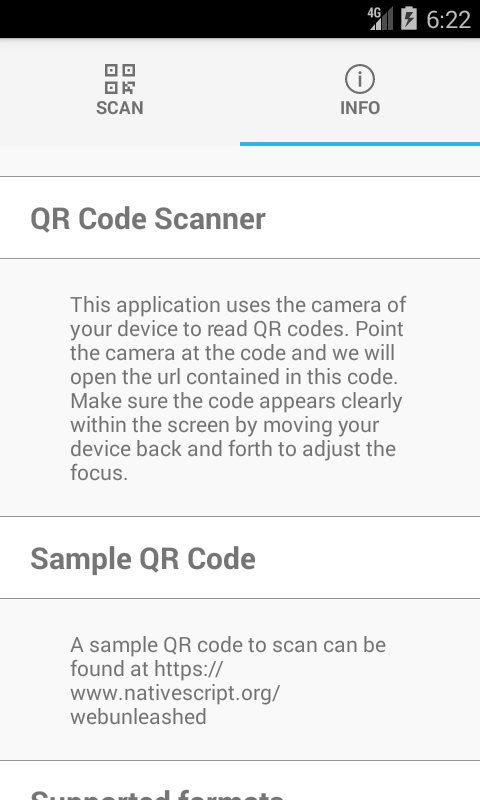 4G 6:22
SCAN INFO
QR Code Scanner
This application uses the camera of
your device to read QR codes. Point
the camera at the code and we will
open the url contained in this code.
Make sure the code appears clearly
within the screen by moving your
device back and forth to adjust the
focus.
Sample QR Code
A sample QR code to scan can be
found at https://
www.nativescript.org/
webunleashed
Supported formats